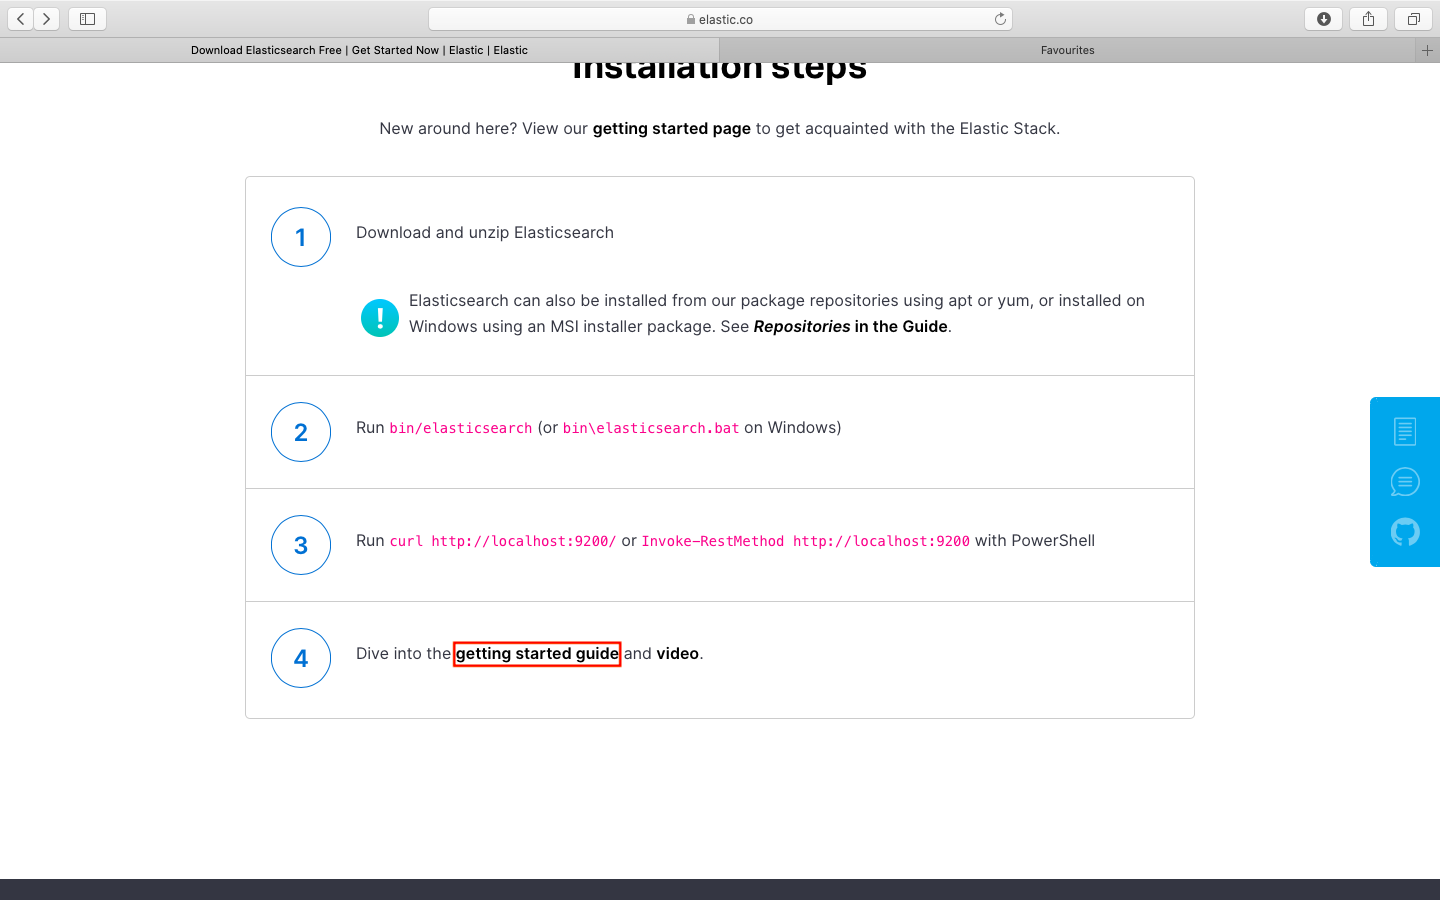 elastic.co
Download Elasticsearch Free | Get Started Now | Elastic | Elastic
Favourites
Installation steps
New around here? View our getting started page to get acquainted with the Elastic Stack.
1
Download and unzip Elasticsearch
!
Elasticsearch can also be installed from our package repositories using apt or yum, or installed on
Windows using an MSI installer package. See Repositories in the Guide.
2
Run bin/elasticsearch (or bin\elasticsearch.bat on Windows)
3
Run curl http://localhost:9200/ or Invoke-RestMethod http://localhost:9200 with PowerShell
4
Dive into the getting started guide and video.